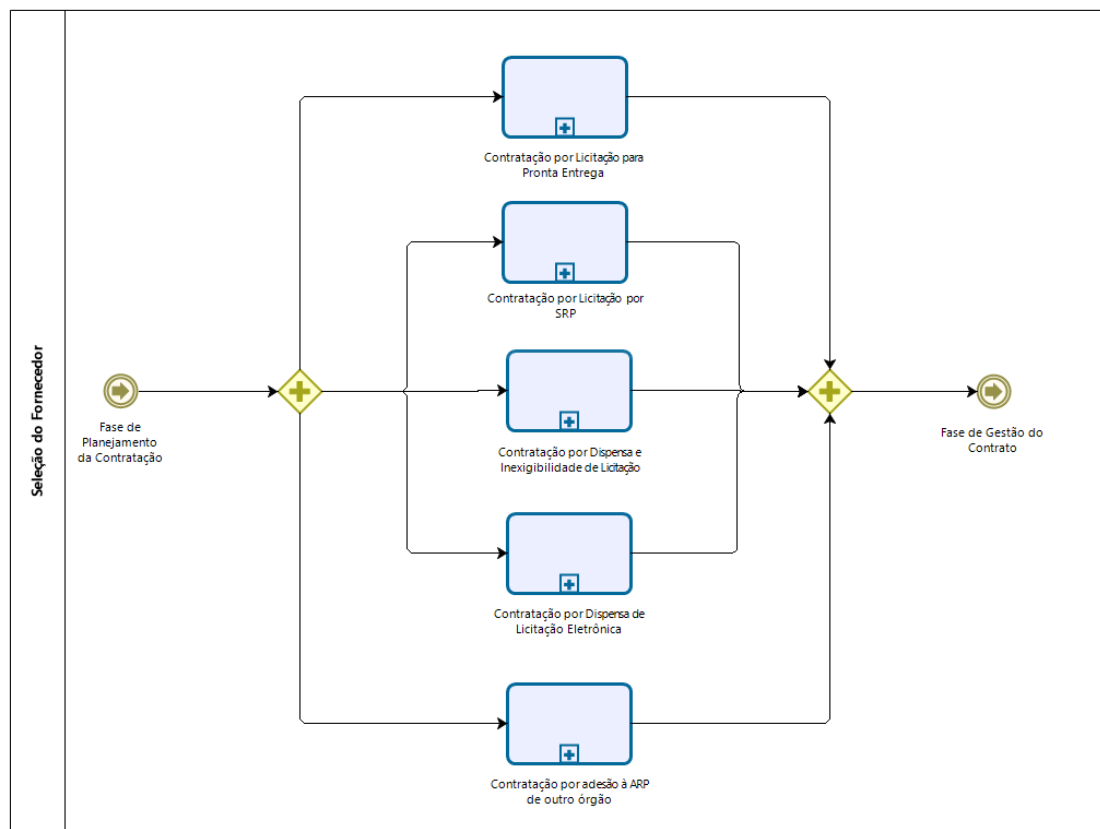 Seleção do Fornecedor
Contratação por Licitação para
Pronta Entrega
Contratação por Licitação por
SRP
Fase de
Planejamento
da Contratação
Contratação por Dispensa e
Inexigibilidade de Licitação
Fase de Gestão do
Contrato
Contratação por Dispensa de
Licitação Eletrônica
Contratação por adesão à ARP
de outro órgão